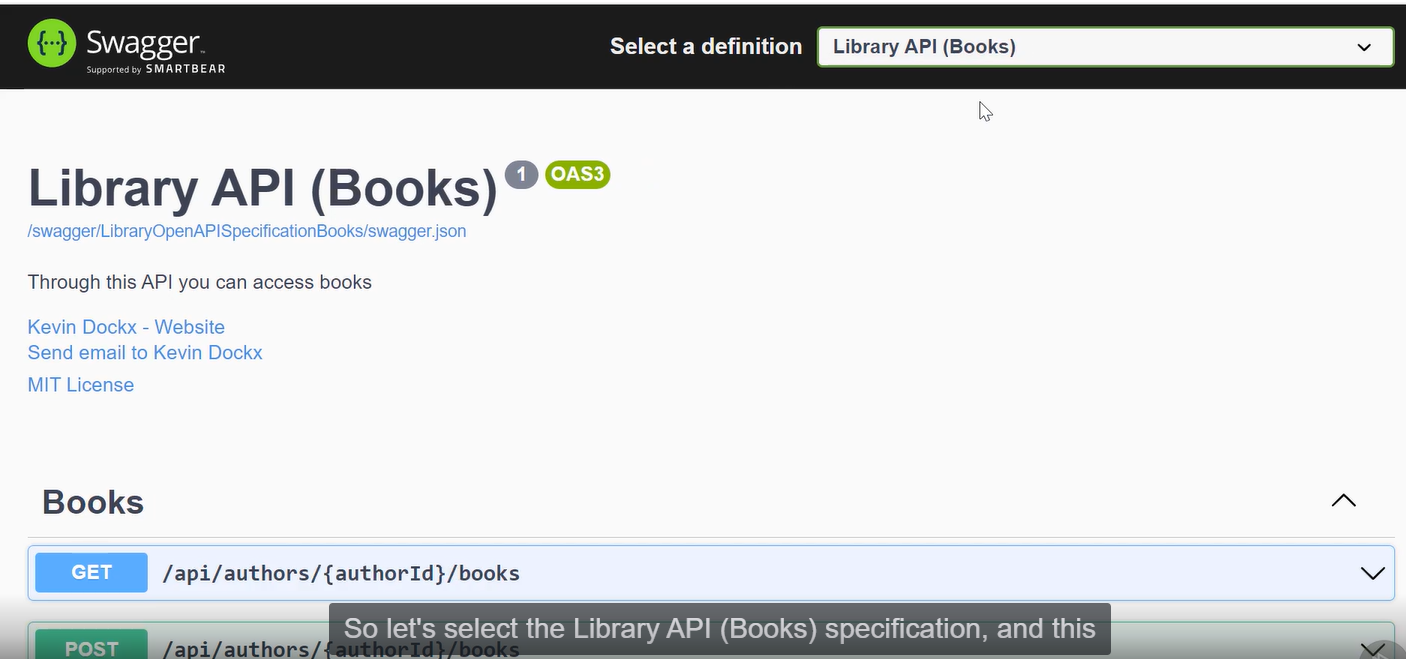 {···} Swagger™
Supported by SMARTBEAR
Select a definition
Library API (Books)
Library API (Books) 1 OAS3
/swagger/LibraryOpenAPISpecificationBooks/swagger.json
Through this API you can access books
Kevin Dockx - Website
Send email to Kevin Dockx
MIT License
Books
GET /api/authors/{authorId}/books
POST /api/authors/{authorId}/books
So let's select the Library API (Books) specification, and this